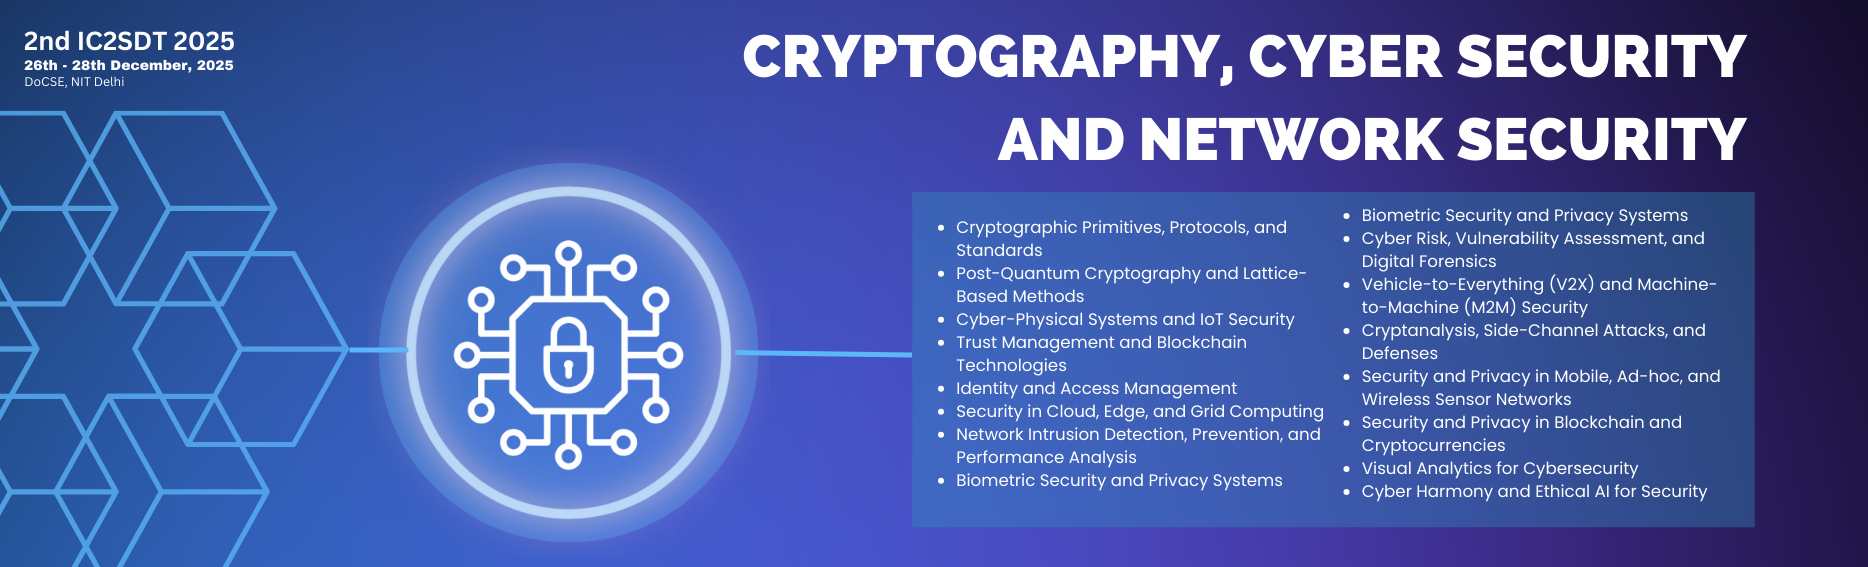 2nd IC2SDT 2025
26th - 28th December, 2025
DoCSE, NIT Delhi
CRYPTOGRAPHY, CYBER SECURITY
AND NETWORK SECURITY
• Cryptographic Primitives, Protocols, and
Standards
• Post-Quantum Cryptography and Lattice-
Based Methods
• Cyber-Physical Systems and IoT Security
• Trust Management and Blockchain
Technologies
• Identity and Access Management
• Security in Cloud, Edge, and Grid Computing
• Network Intrusion Detection, Prevention, and
Performance Analysis
• Biometric Security and Privacy Systems
• Biometric Security and Privacy Systems
• Cyber Risk, Vulnerability Assessment, and
Digital Forensics
• Vehicle-to-Everything (V2X) and Machine-
to-Machine (M2M) Security
• Cryptanalysis, Side-Channel Attacks, and
Defenses
• Security and Privacy in Mobile, Ad-hoc, and
Wireless Sensor Networks
• Security and Privacy in Blockchain and
Cryptocurrencies
• Visual Analytics for Cybersecurity
• Cyber Harmony and Ethical AI for Security